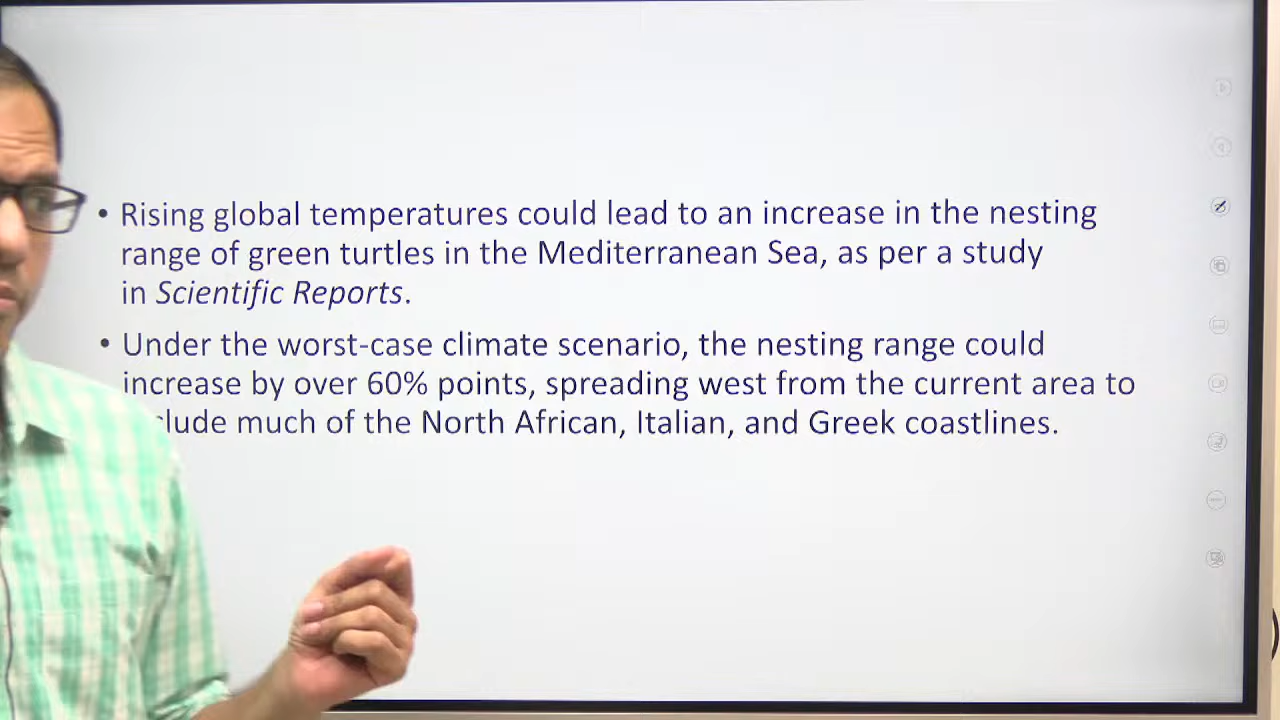 • Rising global temperatures could lead to an increase in the nesting
range of green turtles in the Mediterranean Sea, as per a study
in Scientific Reports.
• Under the worst-case climate scenario, the nesting range could
increase by over 60% points, spreading west from the current area to
much of the North African, Italian, and Greek coastlines.